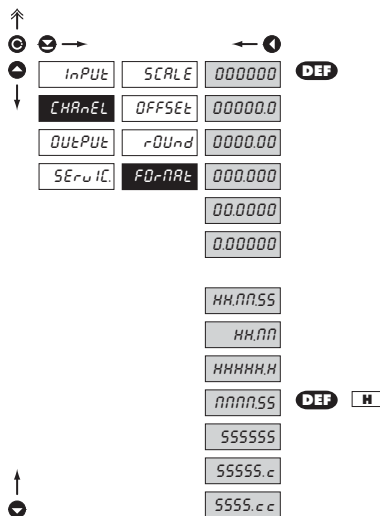 InPUt SCALE 000000 DEF
CHAnEL OFFSEt 00000.0
OUtPUt rOUnd 0000.00
SErvIC. FOrMAt 000.000
00.0000
0.00000
HH.MM.SS
HH.MM
HHHHH.H
MMMM.SS DEF H
SSSSSS
SSSSS.c
SSSS.cc